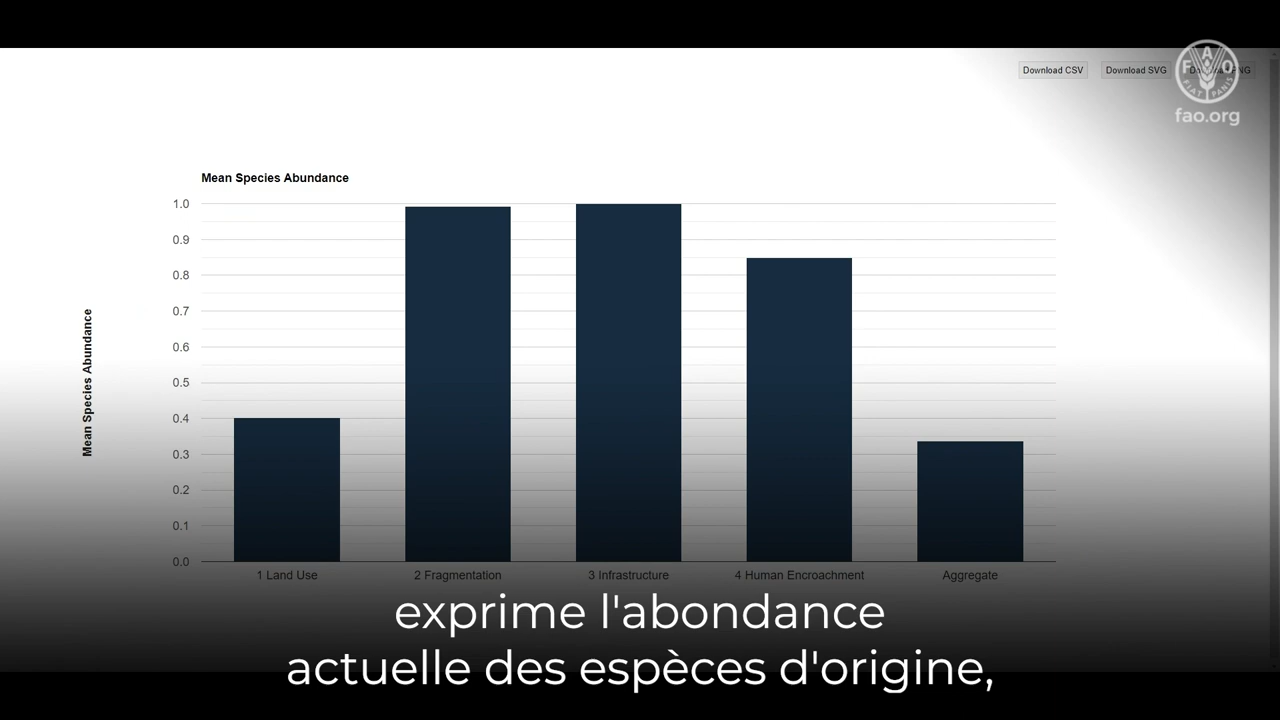 Download CSV
Download SVG
F A O
FIAT PANIS
fao.org
Mean Species Abundance
Mean Species Abundance
1.0
0.9
0.8
0.7
0.6
0.5
0.4
0.3
0.2
0.1
0.0
1 Land Use
2 Fragmentation
3 Infrastructure
4 Human Encroachment
Aggregate
exprime l'abondance
actuelle des espèces d'origine,